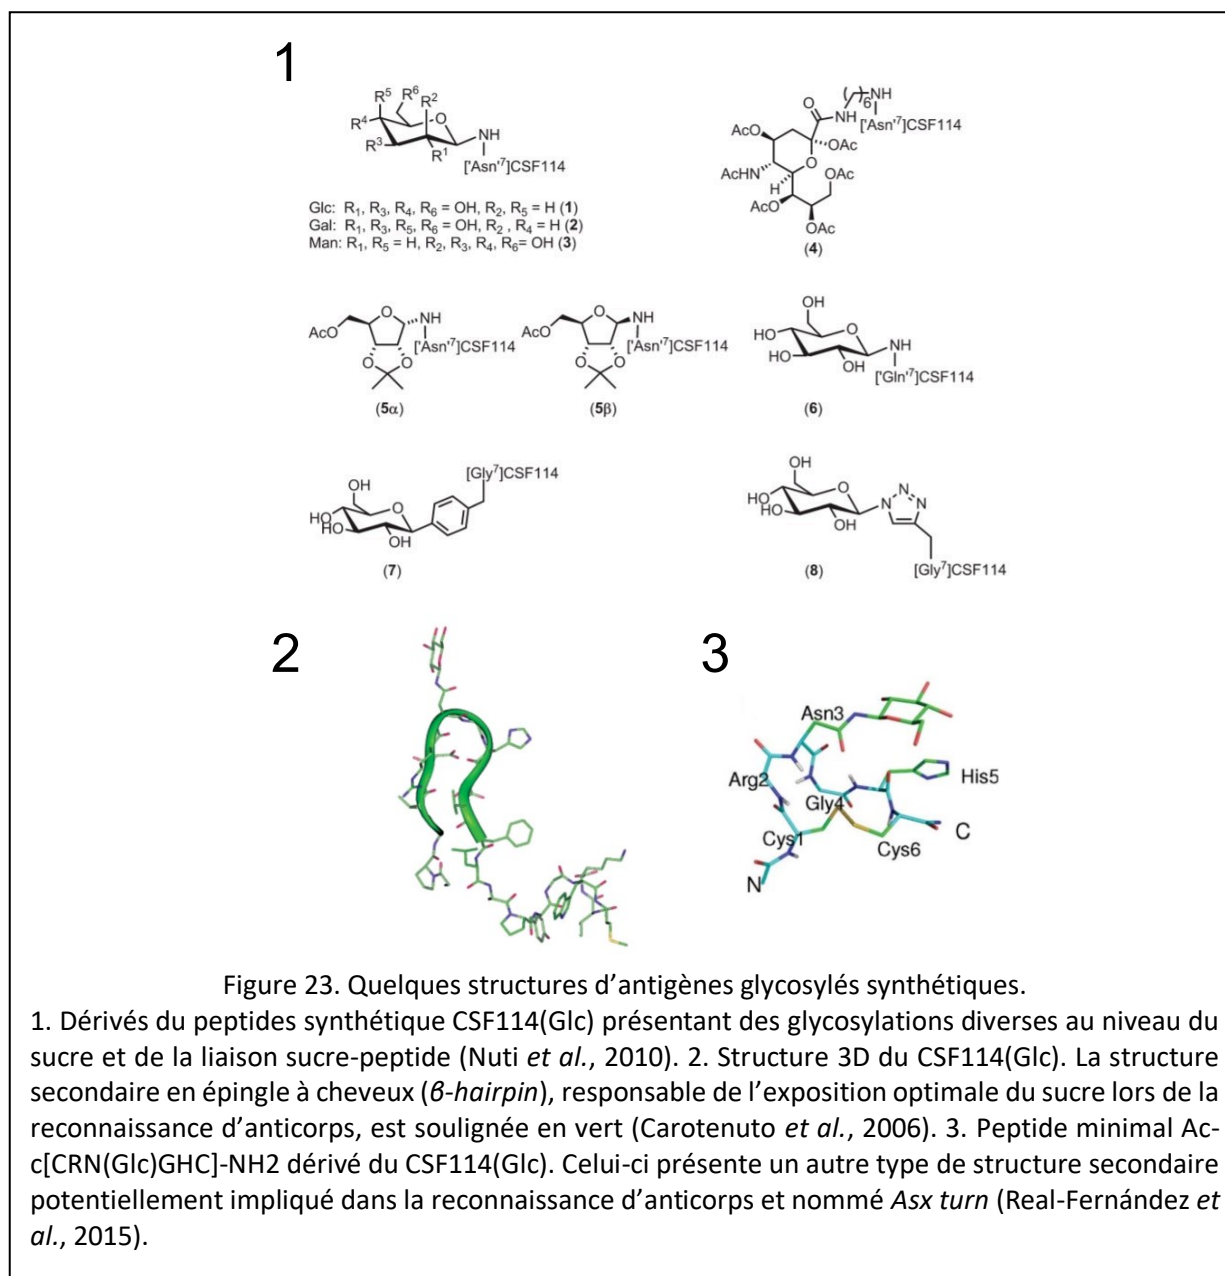 1
R5
R6
R2
O
R4
NH
R3
R1
['Asn'7]CSF114
Glc: R1, R3, R4, R6 = OH, R2, R5 = H (1)
Gal: R1, R3, R5, R6 = OH, R2 , R4 = H (2)
Man: R1, R5 = H, R2, R3, R4, R6= OH (3)
O
( )6
NH
NH
['Asn'7]CSF114
AcO
OAc
O
AcHN
H
OAc
AcO
OAc
(4)
O
NH
AcO
['Asn'7]CSF114
O
O
(5α)
O
NH
AcO
['Asn'7]CSF114
O
O
(5β)
OH
HO
O
HO
OH
NH
['Gln'7]CSF114
(6)
[Gly7]CSF114
OH
O
HO
HO
OH
(7)
OH
O
N
N
N
HO
HO
OH
[Gly7]CSF114
(8)
2
3
Asn3
Arg2
His5
Gly4
Cys1
Cys6
C
N
Figure 23. Quelques structures d’antigènes glycosylés synthétiques.
1. Dérivés du peptides synthétique CSF114(Glc) présentant des glycosylations diverses au niveau du
sucre et de la liaison sucre-peptide (Nuti et al., 2010). 2. Structure 3D du CSF114(Glc). La structure
secondaire en épingle à cheveux (β-hairpin), responsable de l’exposition optimale du sucre lors de la
reconnaissance d’anticorps, est soulignée en vert (Carotenuto et al., 2006). 3. Peptide minimal Ac-
c[CRN(Glc)GHC]-NH2 dérivé du CSF114(Glc). Celui-ci présente un autre type de structure secondaire
potentiellement impliqué dans la reconnaissance d’anticorps et nommé Asx turn (Real-Fernández et
al., 2015).